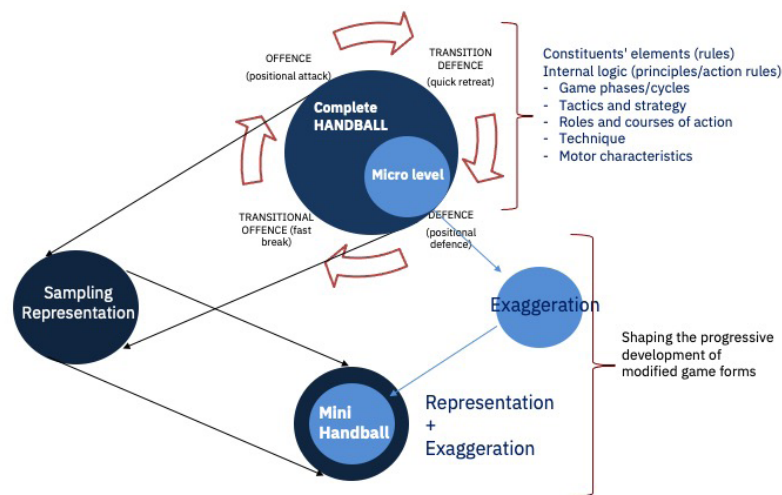 OFFENCE
(positional attack)
TRANSITION
DEFENCE
(quick retreat)
Complete
HANDBALL
Micro level
TRANSITIONAL
OFFENCE (fast
break)
DEFENCE
(positional
defence)
Constituents' elements (rules)
Internal logic (principles/action rules)
- Game phases/cycles
- Tactics and strategy
- Roles and courses of action
- Technique
- Motor characteristics
Sampling
Representation
Exaggeration
Mini
Handball
Representation
+
Exaggeration
Shaping the progressive
development of
modified game forms